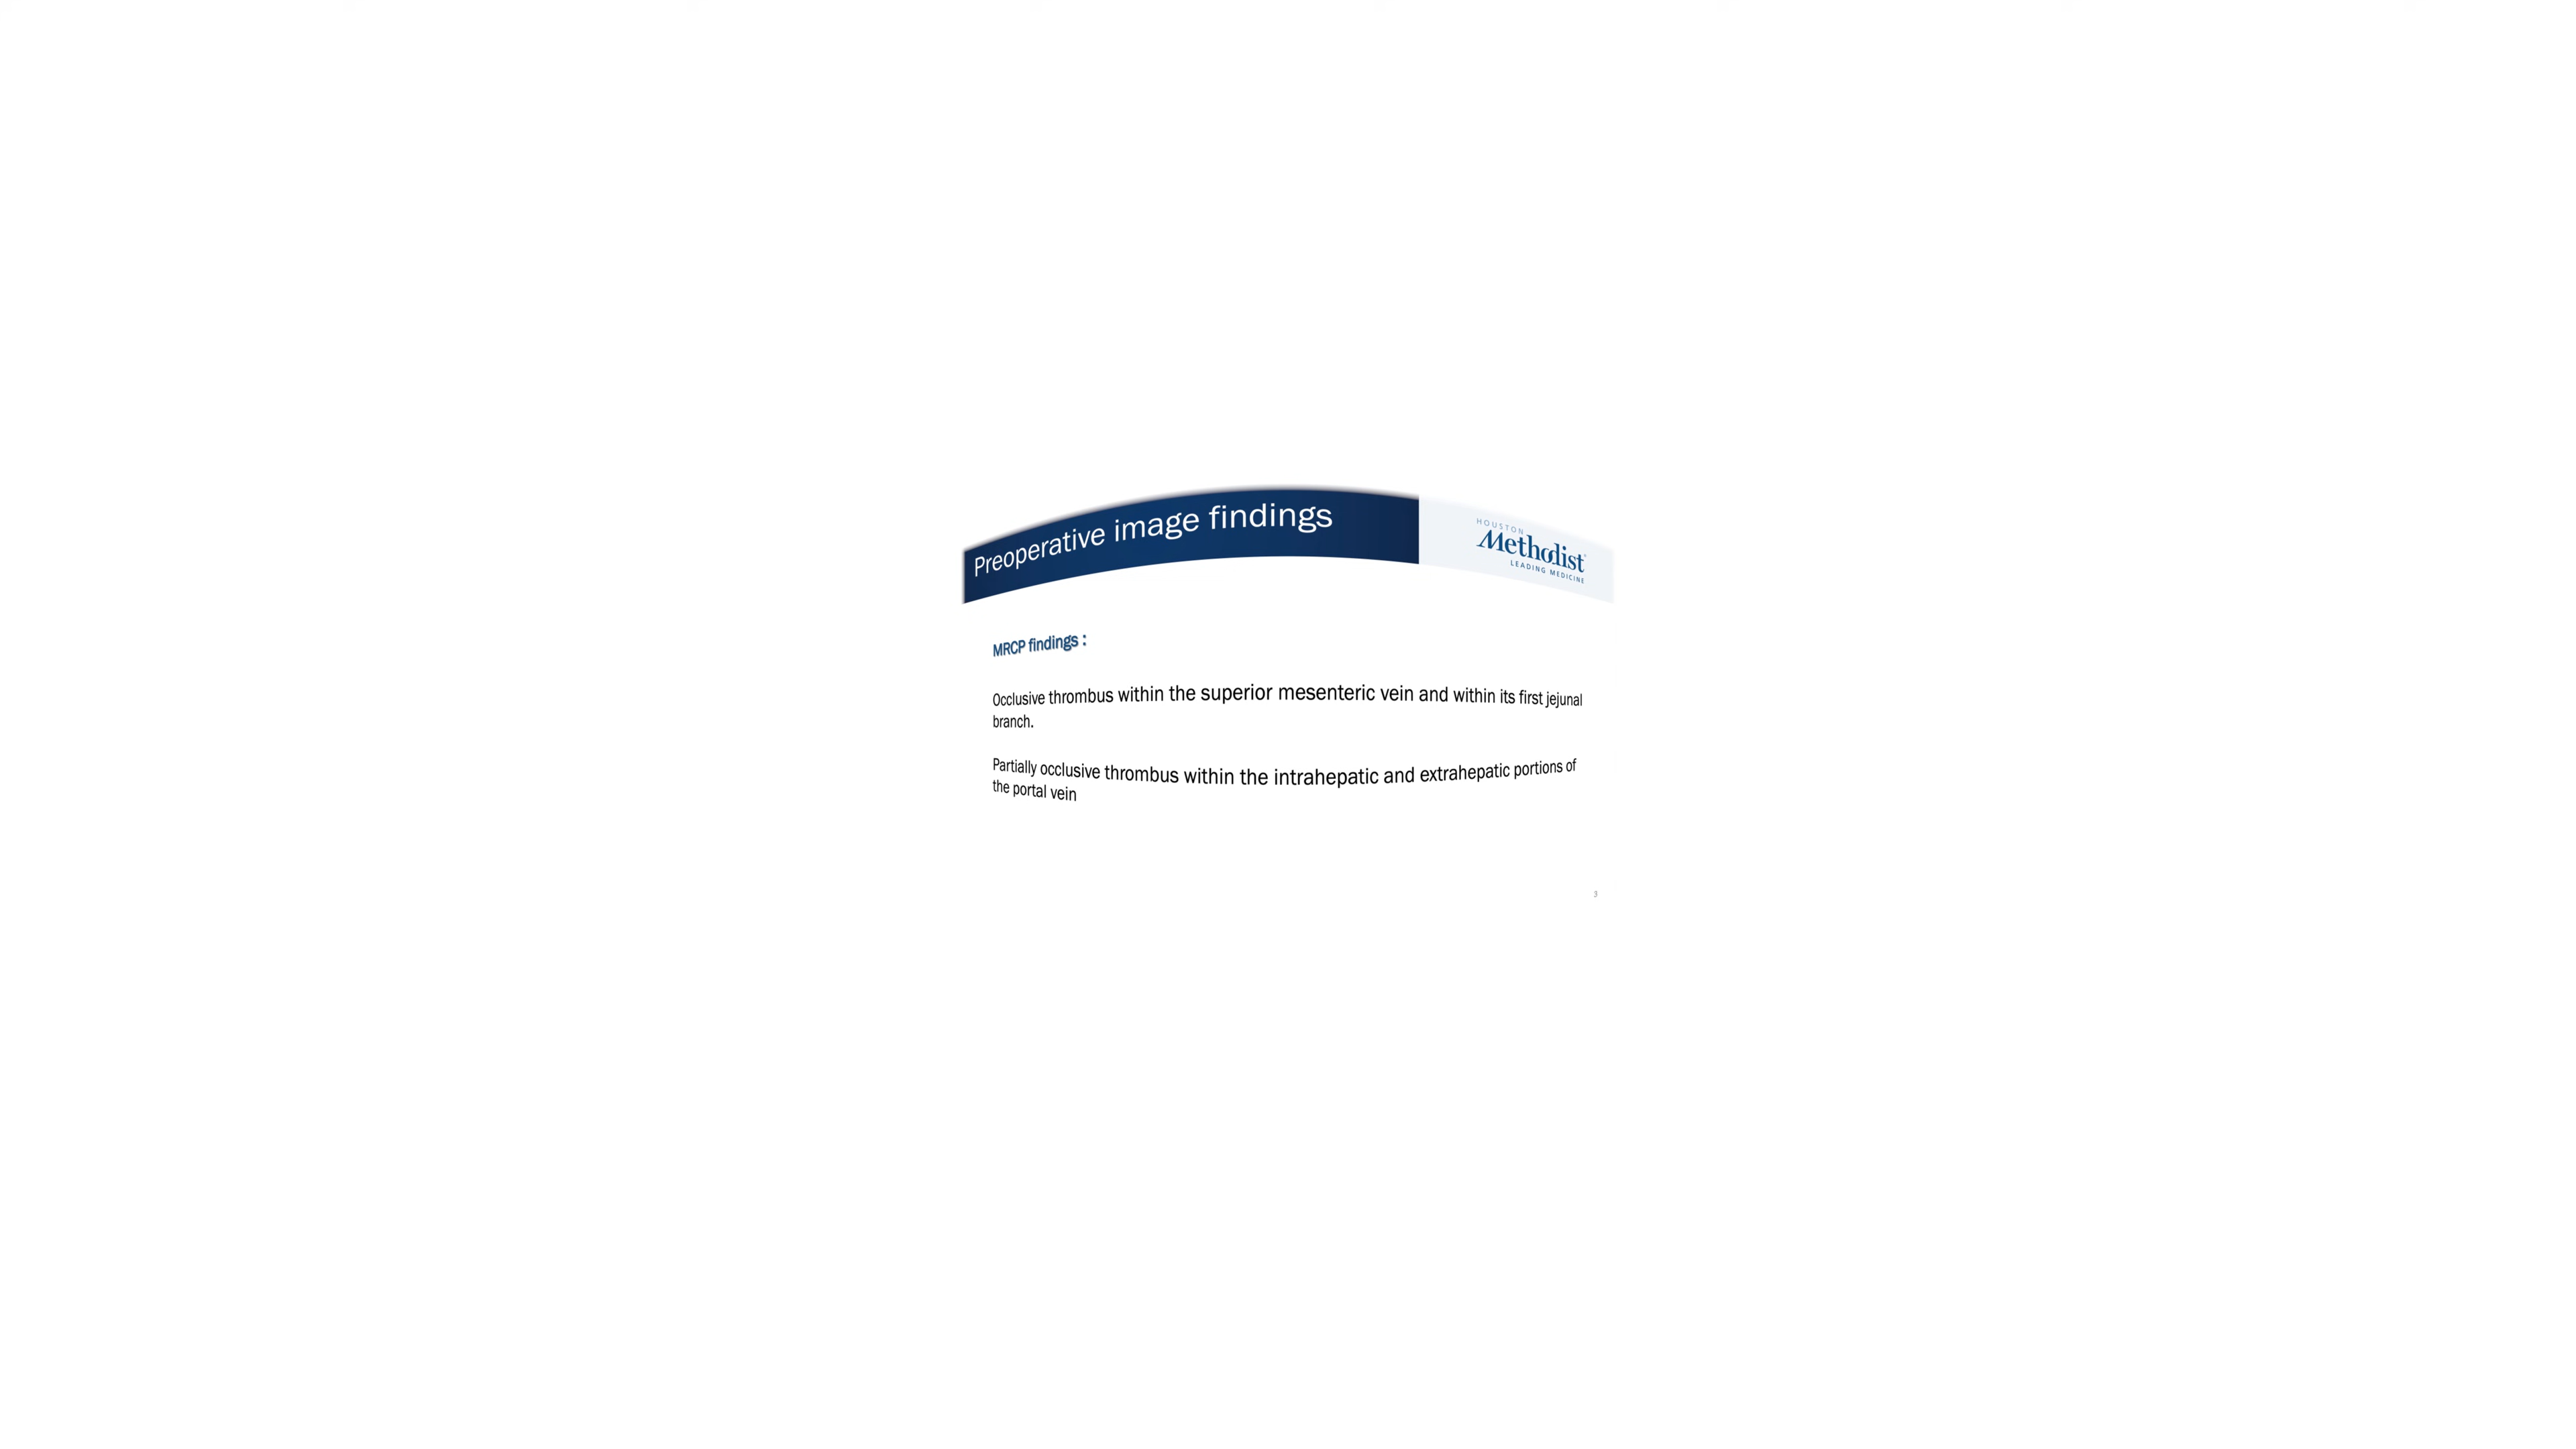 Preoperative image findings
HOUSTON
Methodist
LEADING MEDICINE
MRCP findings :
Occlusive thrombus within the superior mesenteric vein and within its first jejunal
branch.
Partially occlusive thrombus within the intrahepatic and extrahepatic portions of
the portal vein
3